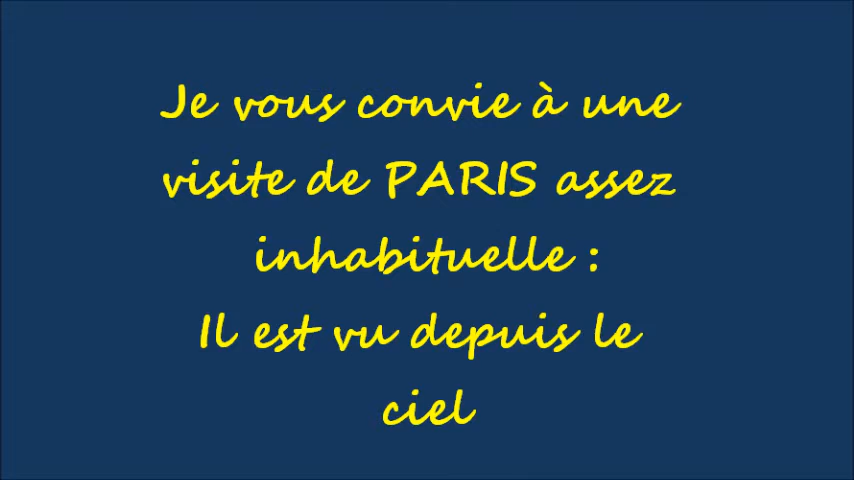 Je vous convie à une
visite de PARIS assez
inhabituelle :
Il est vu depuis le
ciel